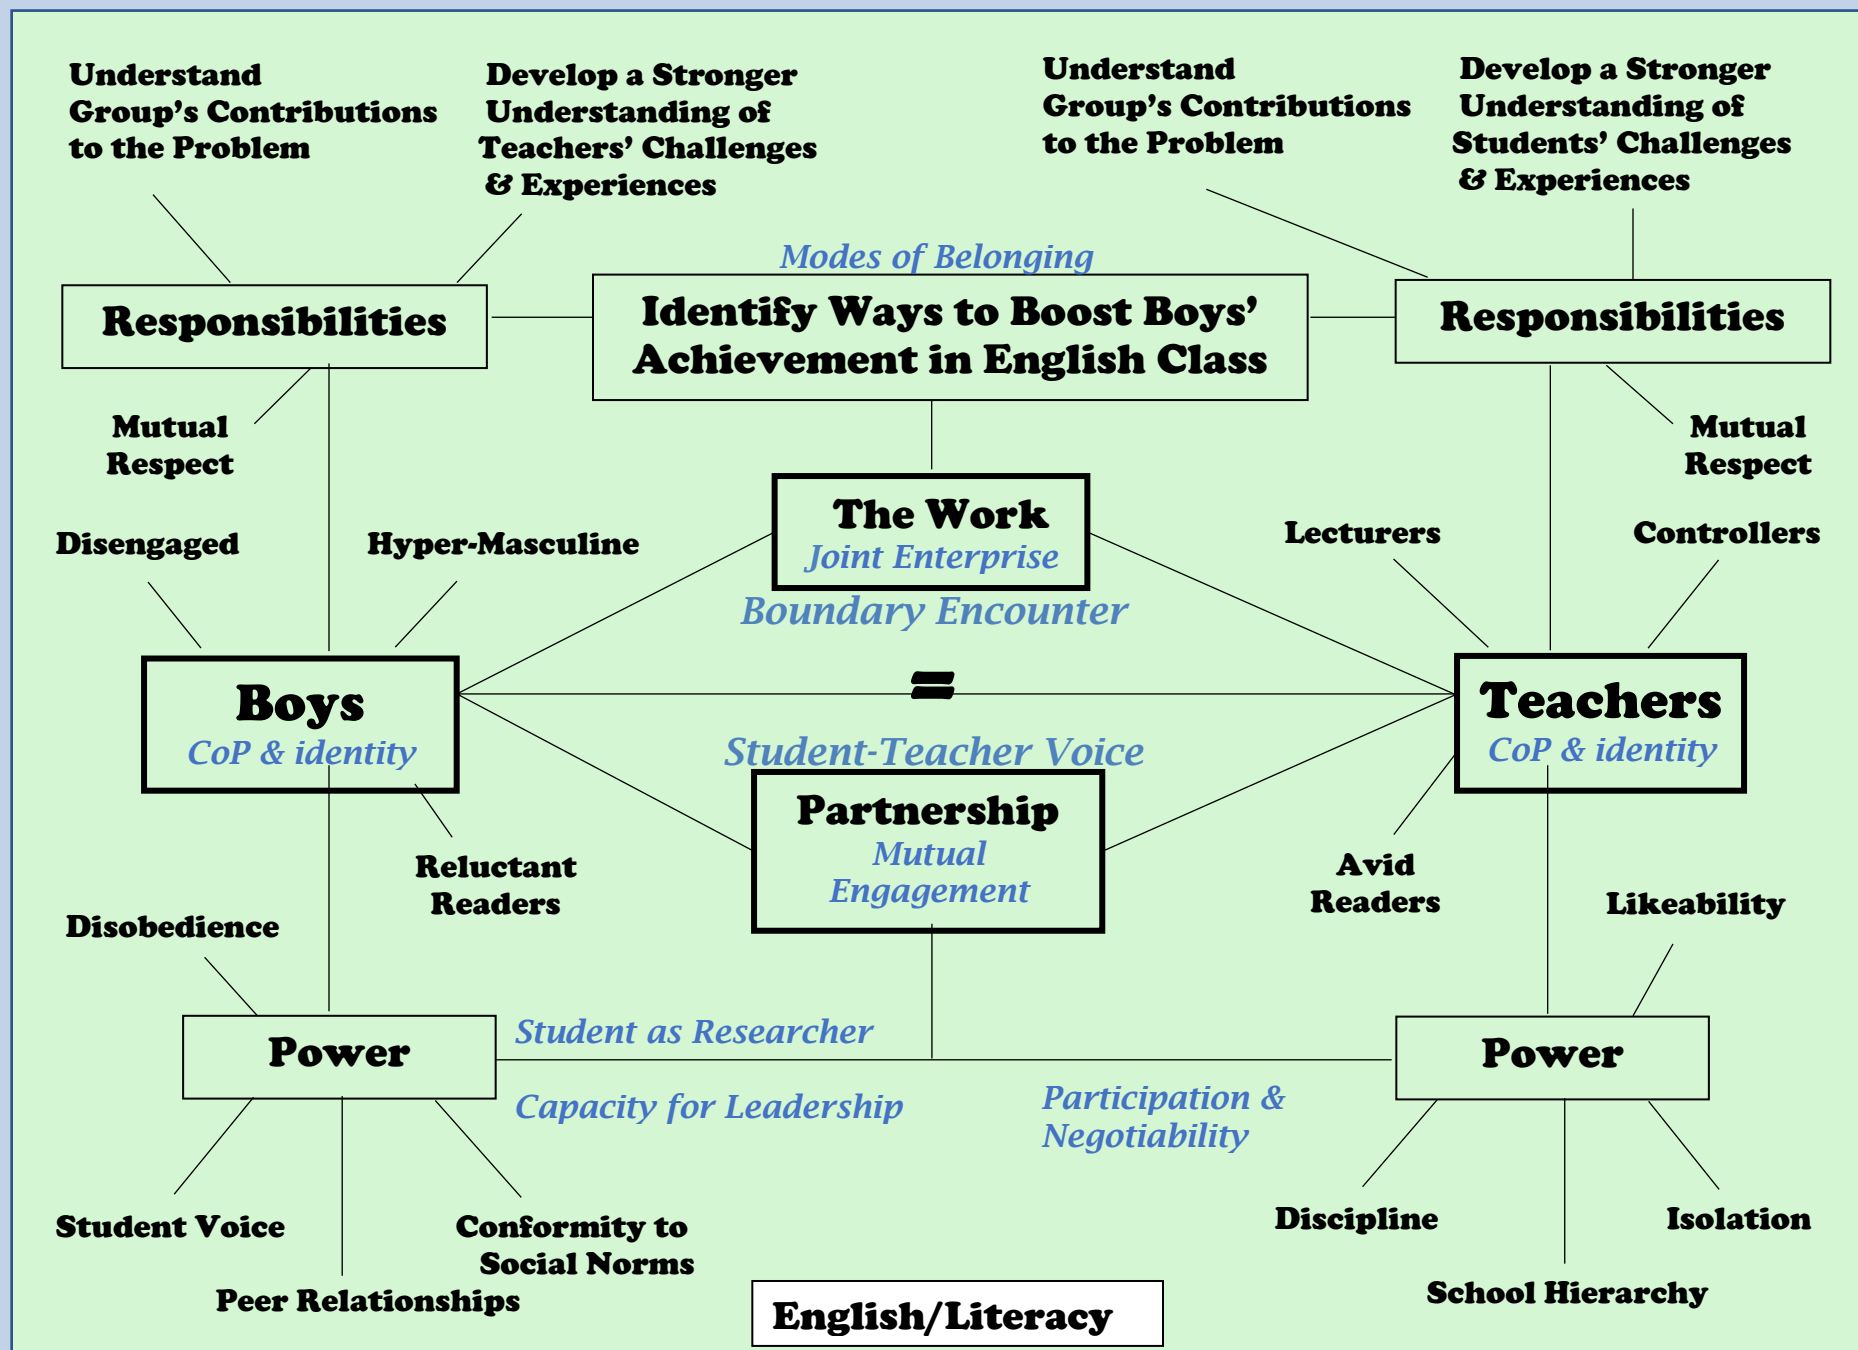 Understand
Group’s Contributions
to the Problem
Develop a Stronger
Understanding of
Teachers’ Challenges
& Experiences
Understand
Group’s Contributions
to the Problem
Develop a Stronger
Understanding of
Students’ Challenges
& Experiences
Modes of Belonging
Responsibilities
Identify Ways to Boost Boys’
Achievement in English Class
Responsibilities
Mutual
Respect
Mutual
Respect
The Work
Joint Enterprise
Disengaged
Hyper-Masculine
Lecturers
Controllers
Boundary Encounter
=
Boys
CoP & identity
Teachers
CoP & identity
Student-Teacher Voice
Partnership
Mutual
Engagement
Reluctant
Readers
Avid
Readers
Disobedience
Likeability
Power
Student as Researcher
Capacity for Leadership
Participation &
Negotiability
Power
Student Voice
Conformity to
Social Norms
Peer Relationships
Discipline
Isolation
School Hierarchy
English/Literacy